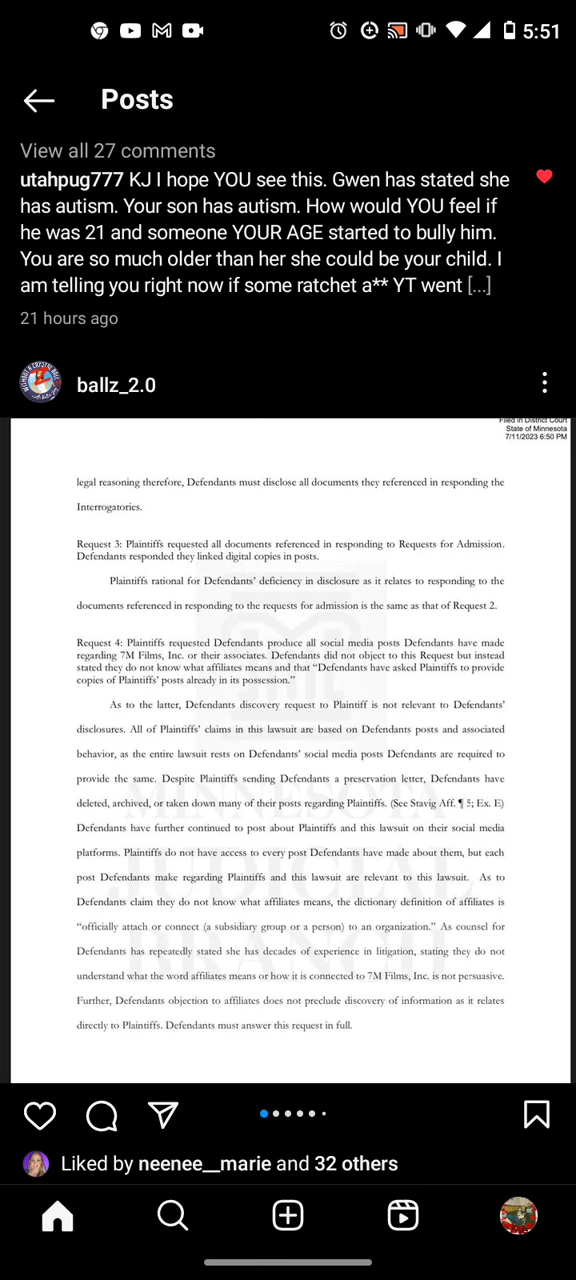 5:51
Posts
View all 27 comments
utahpug777 KJ I hope YOU see this. Gwen has stated she
has autism. Your son has autism. How would YOU feel if
he was 21 and someone YOUR AGE started to bully him.
You are so much older than her she could be your child. I
am telling you right now if some ratchet a** YT went [...]
21 hours ago
ballz_2.0
Filed in District Court
State of Minnesota
7/11/2023 6:50 PM
legal reasoning therefore, Defendants must disclose all documents they referenced in responding the
Interrogatories.
Request 3: Plaintiffs requested all documents referenced in responding to Requests for Admission.
Defendants responded they linked digital copies in posts.
Plaintiffs rational for Defendants' deficiency in disclosure as it relates to responding to the
documents referenced in responding to the requests for admission is the same as that of Request 2.
Request 4: Plaintiffs requested Defendants produce all social media posts Defendants have made
regarding 7M Films, Inc. or their associates. Defendants did not object to this Request but instead
stated they do not know what affiliates means and that “Defendants have asked Plaintiffs to provide
copies of Plaintiffs' posts already in its possession.”
As to the latter, Defendants discovery request to Plaintiff is not relevant to Defendants'
disclosures. All of Plaintiffs' claims in this lawsuit are based on Defendants posts and associated
behavior, as the entire lawsuit rests on Defendants' social media posts Defendants are required to
provide the same. Despite Plaintiffs sending Defendants a preservation letter, Defendants have
deleted, archived, or taken down many of their posts regarding Plaintiffs. (See Stavig Aff. ¶ 5; Ex. E)
Defendants have further continued to post about Plaintiffs and this lawsuit on their social media
platforms. Plaintiffs do not have access to every post Defendants have made about them, but each
post Defendants make regarding Plaintiffs and this lawsuit are relevant to this lawsuit. As to
Defendants claim they do not know what affiliates means, the dictionary definition of affiliates is
“officially attach or connect (a subsidiary group or a person) to an organization.” As counsel for
Defendants has repeatedly stated she has decades of experience in litigation, stating they do not
understand what the word affiliates means or how it is connected to 7M Films, Inc. is not persuasive.
Further, Defendants objection to affiliates does not preclude discovery of information as it relates
directly to Plaintiffs. Defendants must answer this request in full.
MINNESOTA
JUDICIAL
BRANCH
Liked by neenee__marie and 32 others